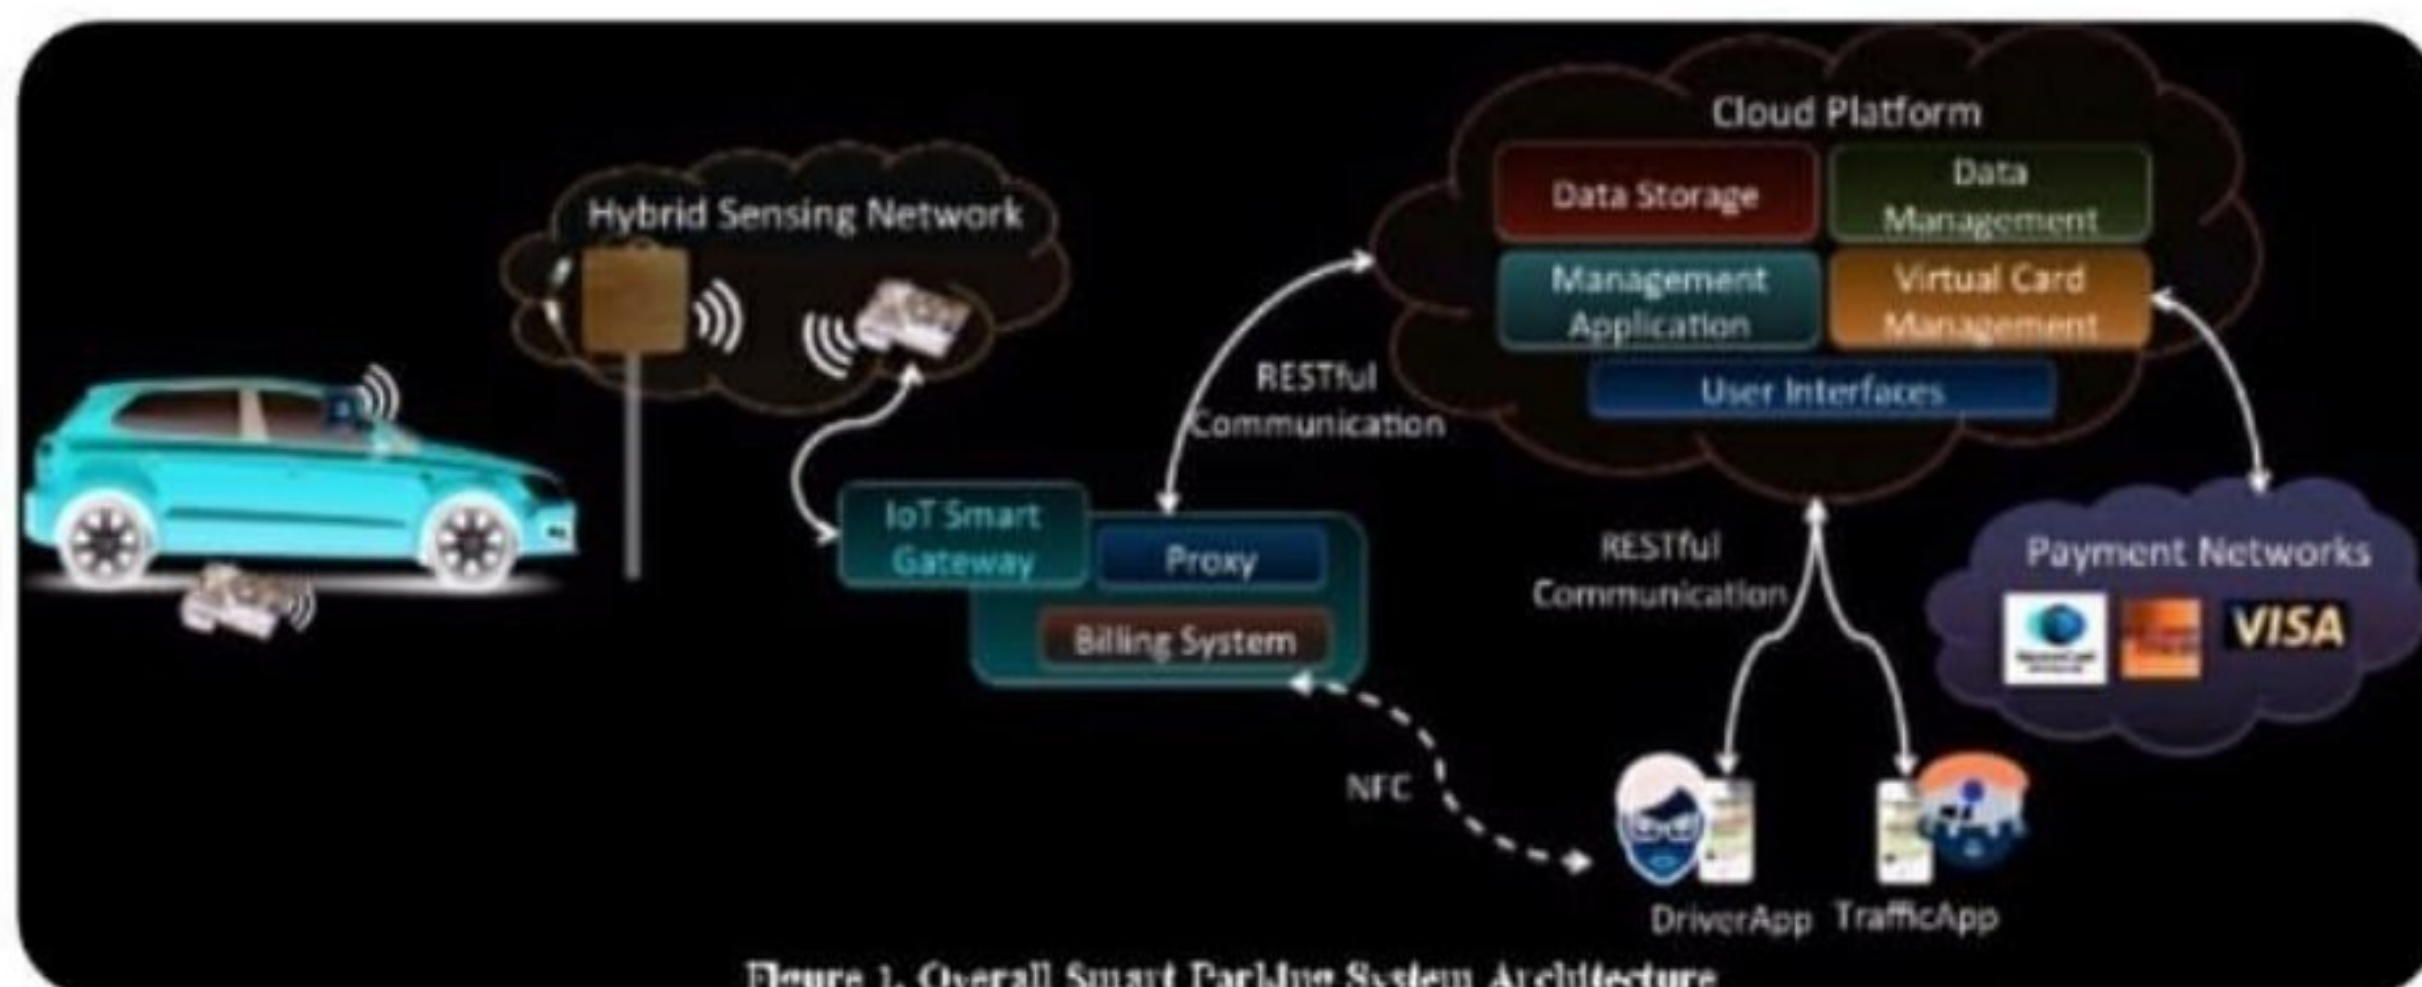 Cloud Platform
Data Storage
Data
Management
Hybrid Sensing Network
Management
Application
Virtual Card
Management
User Interfaces
RESTful
Communication
IoT Smart
Gateway
Proxy
Billing System
RESTful
Communication
Payment Networks
VISA
NFC
DriverApp
TrafficApp
Figure 1. Overall Smart Parking System Architecture